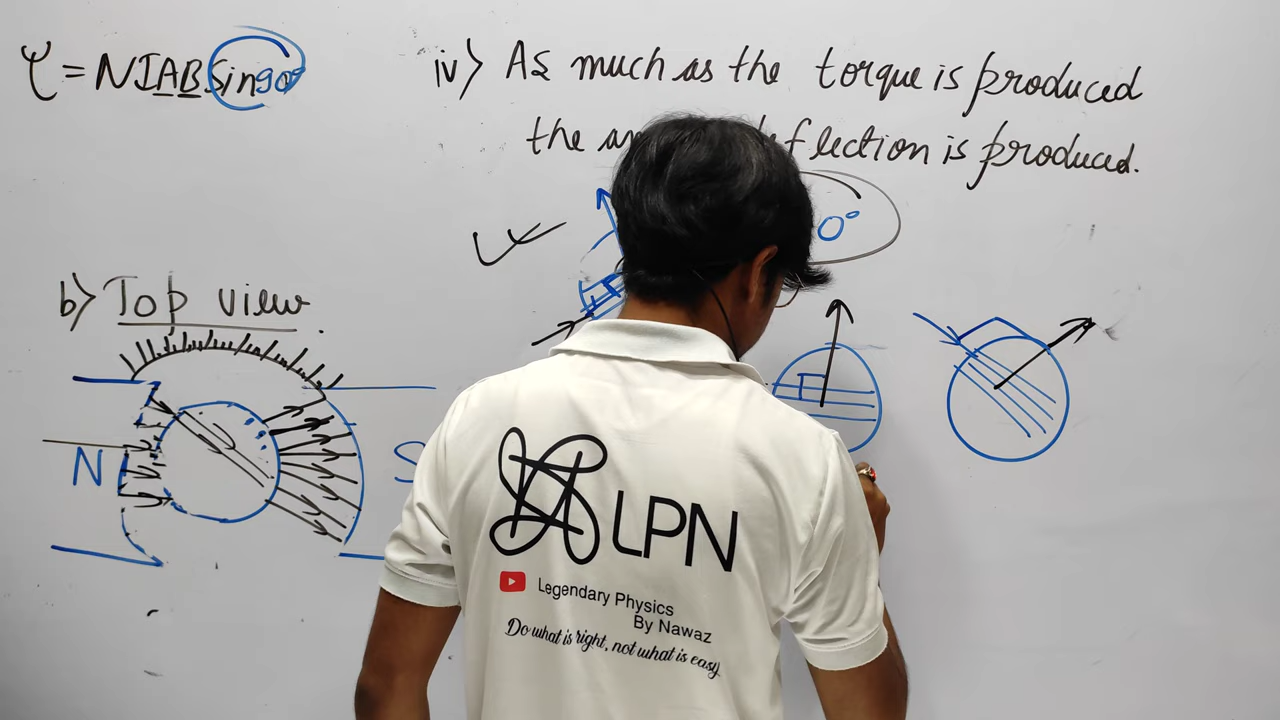 τ = NIABSin90°
iv) As much as the torque is produced
the deflection is produced.
0°
b) Top view.
N
S
LPN
Legendary Physics
By Nawaz
Do what is right, not what is easy